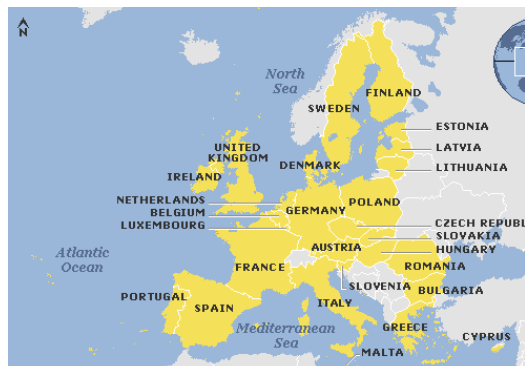 N
North
Sea
FINLAND
SWEDEN
ESTONIA
LATVIA
LITHUANIA
UNITED
KINGDOM
DENMARK
IRELAND
NETHERLANDS
BELGIUM
LUXEMBOURG
GERMANY
POLAND
CZECH REPUBL
SLOVAKIA
HUNGARY
AUSTRIA
Atlantic
Ocean
FRANCE
ROMANIA
SLOVENIA
BULGARIA
PORTUGAL
SPAIN
ITALY
Mediterranean
Sea
GREECE
CYPRUS
MALTA